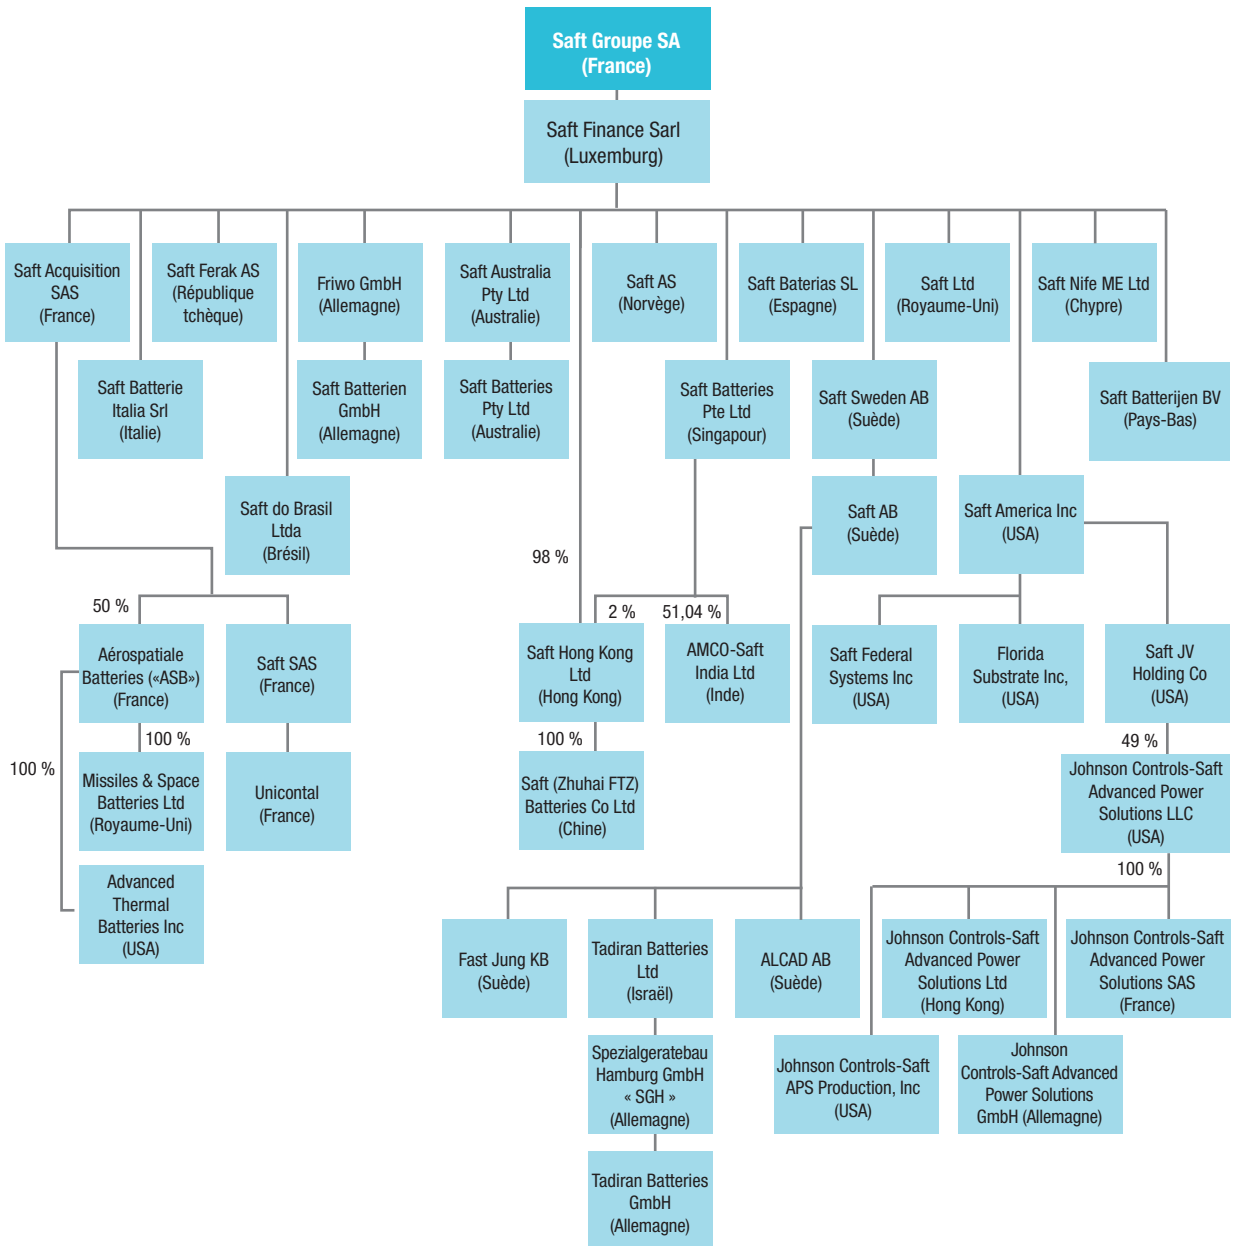 Saft Groupe SA
(France)
Saft Finance Sarl
(Luxemburg)
Saft Acquisition
SAS
(France)
Saft Ferak AS
(République
tchèque)
Friwo GmbH
(Allemagne)
Saft Australia
Pty Ltd
(Australie)
Saft AS
(Norvège)
Saft Baterias SL
(Espagne)
Saft Ltd
(Royaume-Uni)
Saft Nife ME Ltd
(Chypre)
Saft Batterie
Italia Srl
(Italie)
Saft Batterien
GmbH
(Allemagne)
Saft Batteries
Pty Ltd
(Australie)
Saft Batteries
Pte Ltd
(Singapour)
Saft Sweden AB
(Suède)
Saft Batterijen BV
(Pays-Bas)
Saft do Brasil
Ltda
(Brésil)
Saft AB
(Suède)
Saft America Inc
(USA)
98 %
50 %
2 %
51,04 %
Aérospatiale
Batteries («ASB»)
(France)
Saft SAS
(France)
Saft Hong Kong
Ltd
(Hong Kong)
AMCO-Saft
India Ltd
(Inde)
Saft Federal
Systems Inc
(USA)
Florida
Substrate Inc,
(USA)
Saft JV
Holding Co
(USA)
100 %
100 %
100 %
49 %
Missiles & Space
Batteries Ltd
(Royaume-Uni)
Unicontal
(France)
Saft (Zhuhai FTZ)
Batteries Co Ltd
(Chine)
Johnson Controls-Saft
Advanced Power
Solutions LLC
(USA)
100 %
Advanced
Thermal
Batteries Inc
(USA)
Fast Jung KB
(Suède)
Tadiran Batteries
Ltd
(Israël)
ALCAD AB
(Suède)
Johnson Controls-Saft
Advanced Power
Solutions Ltd
(Hong Kong)
Johnson Controls-Saft
Advanced Power
Solutions SAS
(France)
Spezialgeratebau
Hamburg GmbH
« SGH »
(Allemagne)
Johnson Controls-Saft
APS Production, Inc
(USA)
Johnson
Controls-Saft Advanced
Power Solutions
GmbH (Allemagne)
Tadiran Batteries
GmbH
(Allemagne)